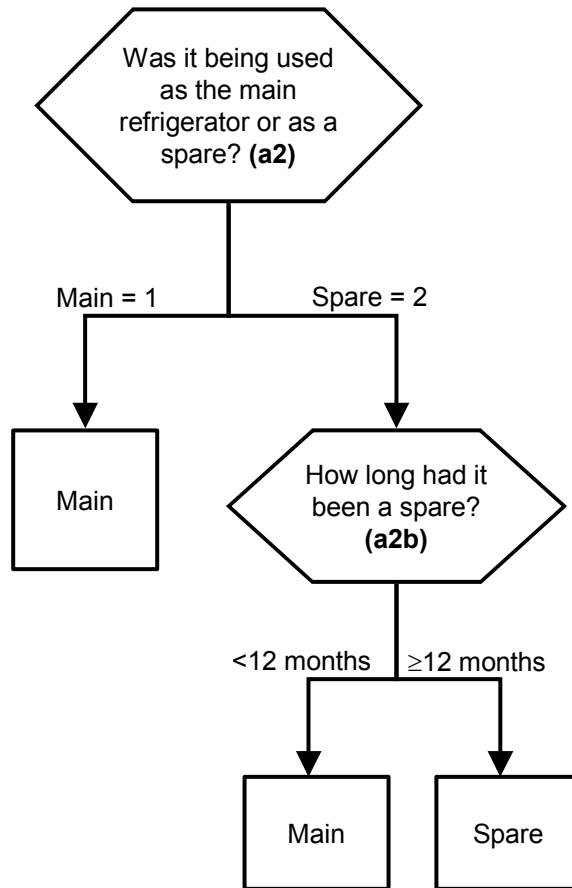 Was it being used
as the main
refrigerator or as a
spare? (a2)
Main = 1
Spare = 2
Main
How long had it
been a spare?
(a2b)
<12 months
≥12 months
Main
Spare